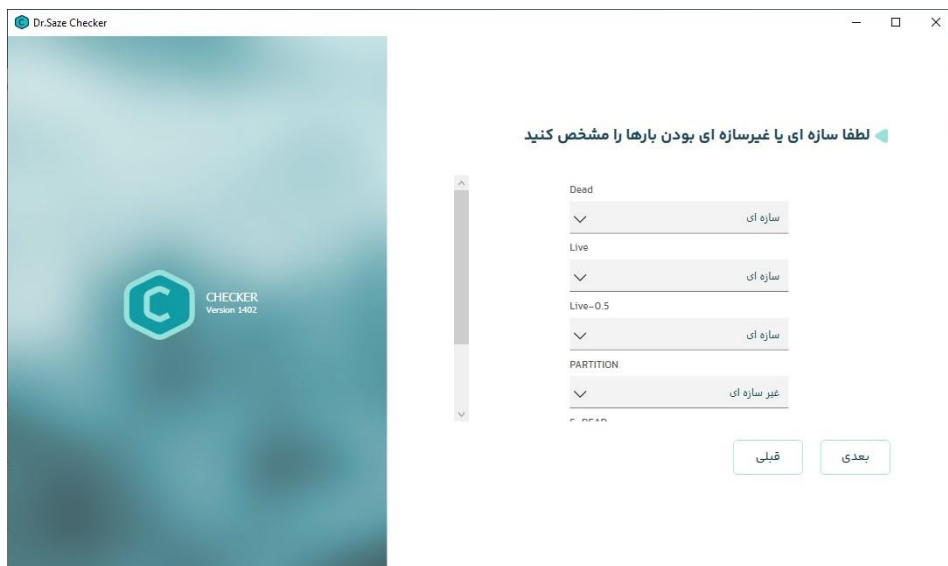 Dr.Saze Checker
لطفا سازه ای یا غیرسازه ای بودن بارها را مشخص کنید
Dead
سازه ای
Live
سازه ای
Live-0.5
سازه ای
PARTITION
غیر سازه ای
CHECKER
Version 1402
بعدی
قبلی